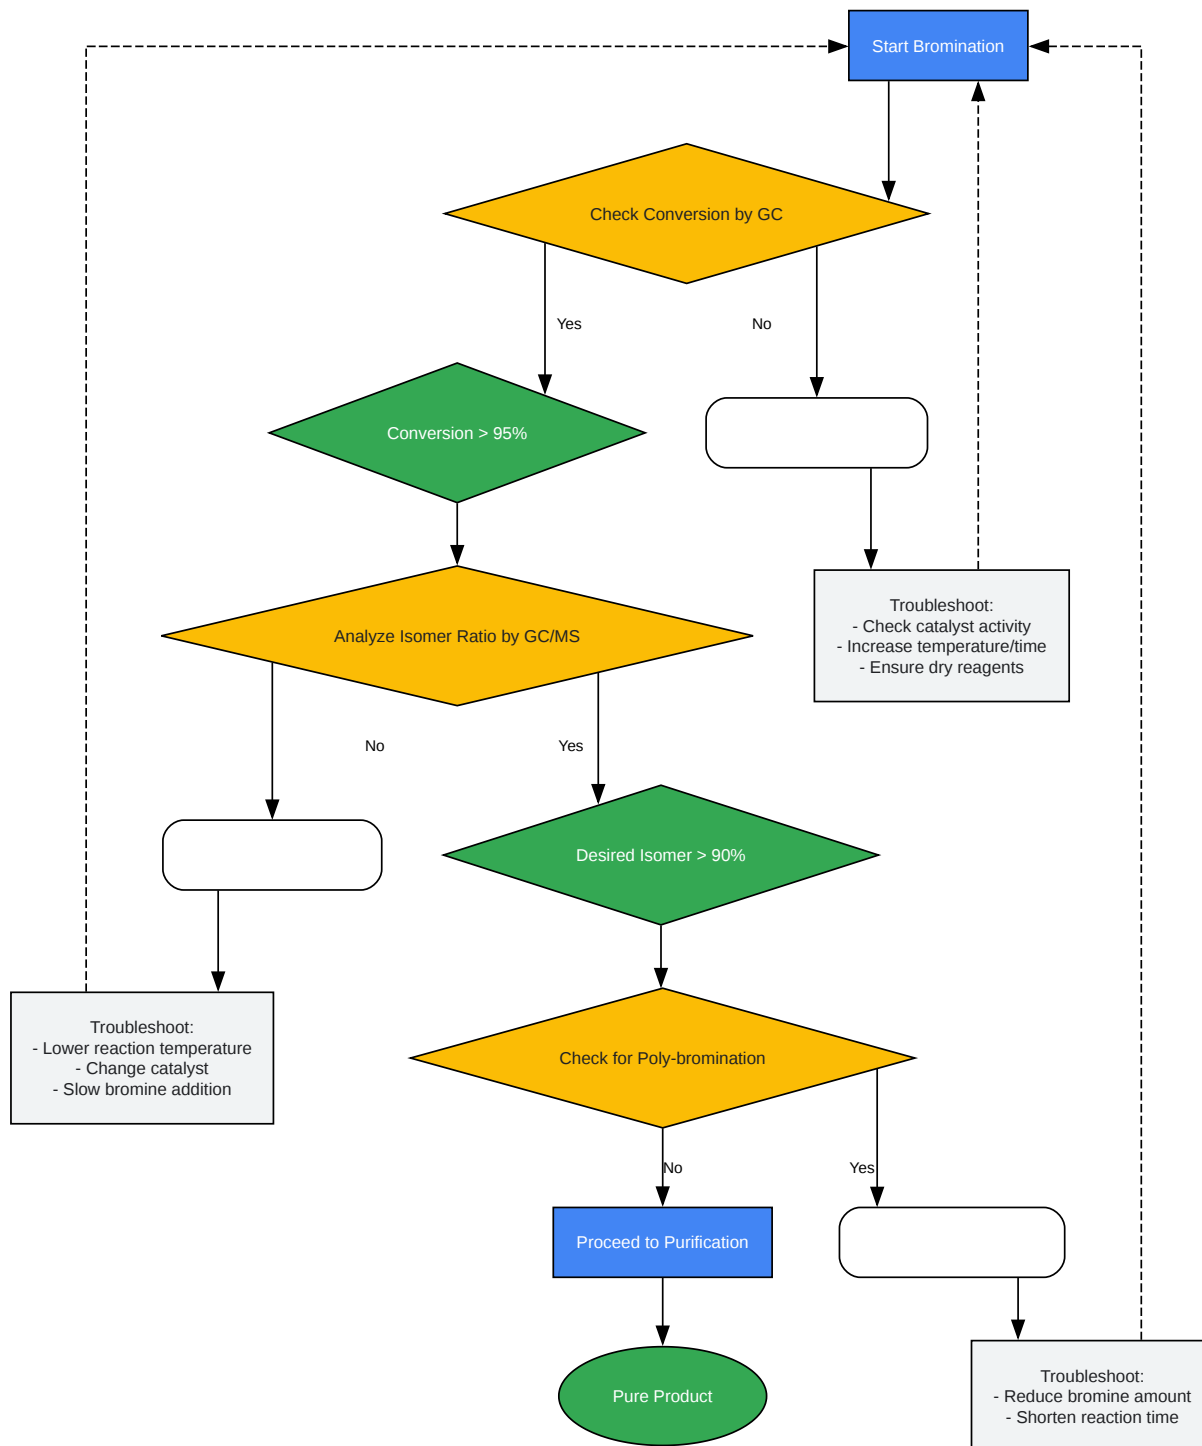 Start Bromination
Check Conversion by GC
Yes
No
Conversion > 95%
Troubleshoot:
- Check catalyst activity
- Increase temperature/time
- Ensure dry reagents
Analyze Isomer Ratio by GC/MS
No
Yes
Desired Isomer > 90%
Troubleshoot:
- Lower reaction temperature
- Change catalyst
- Slow bromine addition
Check for Poly-bromination
No
Yes
Proceed to Purification
Pure Product
Troubleshoot:
- Reduce bromine amount
- Shorten reaction time